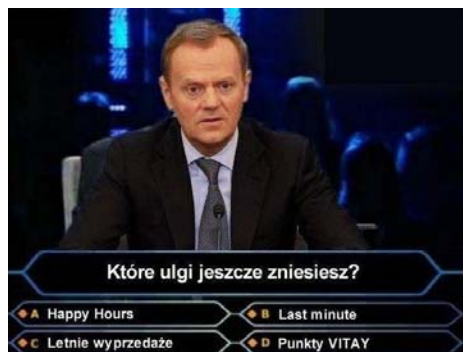 Które ulgi jeszcze zniesiesz?
A Happy Hours
B Last minute
C Letnie wyprzedaże
D Punkty VITAY